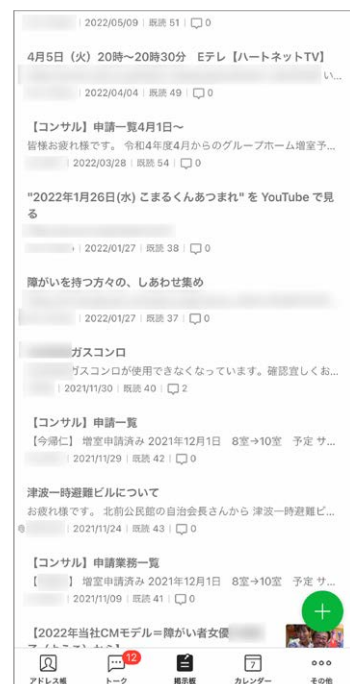 2022/05/09 | 既読 51 | 0
4月5日（火）20時〜20時30分　Eテレ【ハートネットTV】
い...
2022/04/04 | 既読 49 | 0
【コンサル】申請一覧4月1日〜
皆様お疲れ様です。 令和4年度4月からのグループホーム増室予...
2022/03/28 | 既読 54 | 0
"2022年1月26日(水) こまるくんあつまれ" を YouTube で見
る
2022/01/27 | 既読 38 | 0
障がいを持つ方々の、しあわせ集め
2022/01/27 | 既読 37 | 0
ガスコンロ
ガスコンロが使用できなくなっています。確認宜しくお...
2021/11/30 | 既読 40 | 2
【コンサル】申請一覧
【今帰仁】 増室申請済み 2021年12月1日　8室→10室　予定 サ...
2021/11/29 | 既読 42 | 0
津波一時避難ビルについて
お疲れ様です。 北前公民館の自治会長さんから 津波一時避難ビ...
2021/11/24 | 既読 43 | 0
【コンサル】申請業務一覧
【 】 増室申請済み 2021年12月1日　8室→10室　予定 サ...
2021/11/09 | 既読 41 | 0
【2022年当社CMモデル=障がい者女優
12
7
アドレス帳
トーク
掲示板
カレンダー
その他